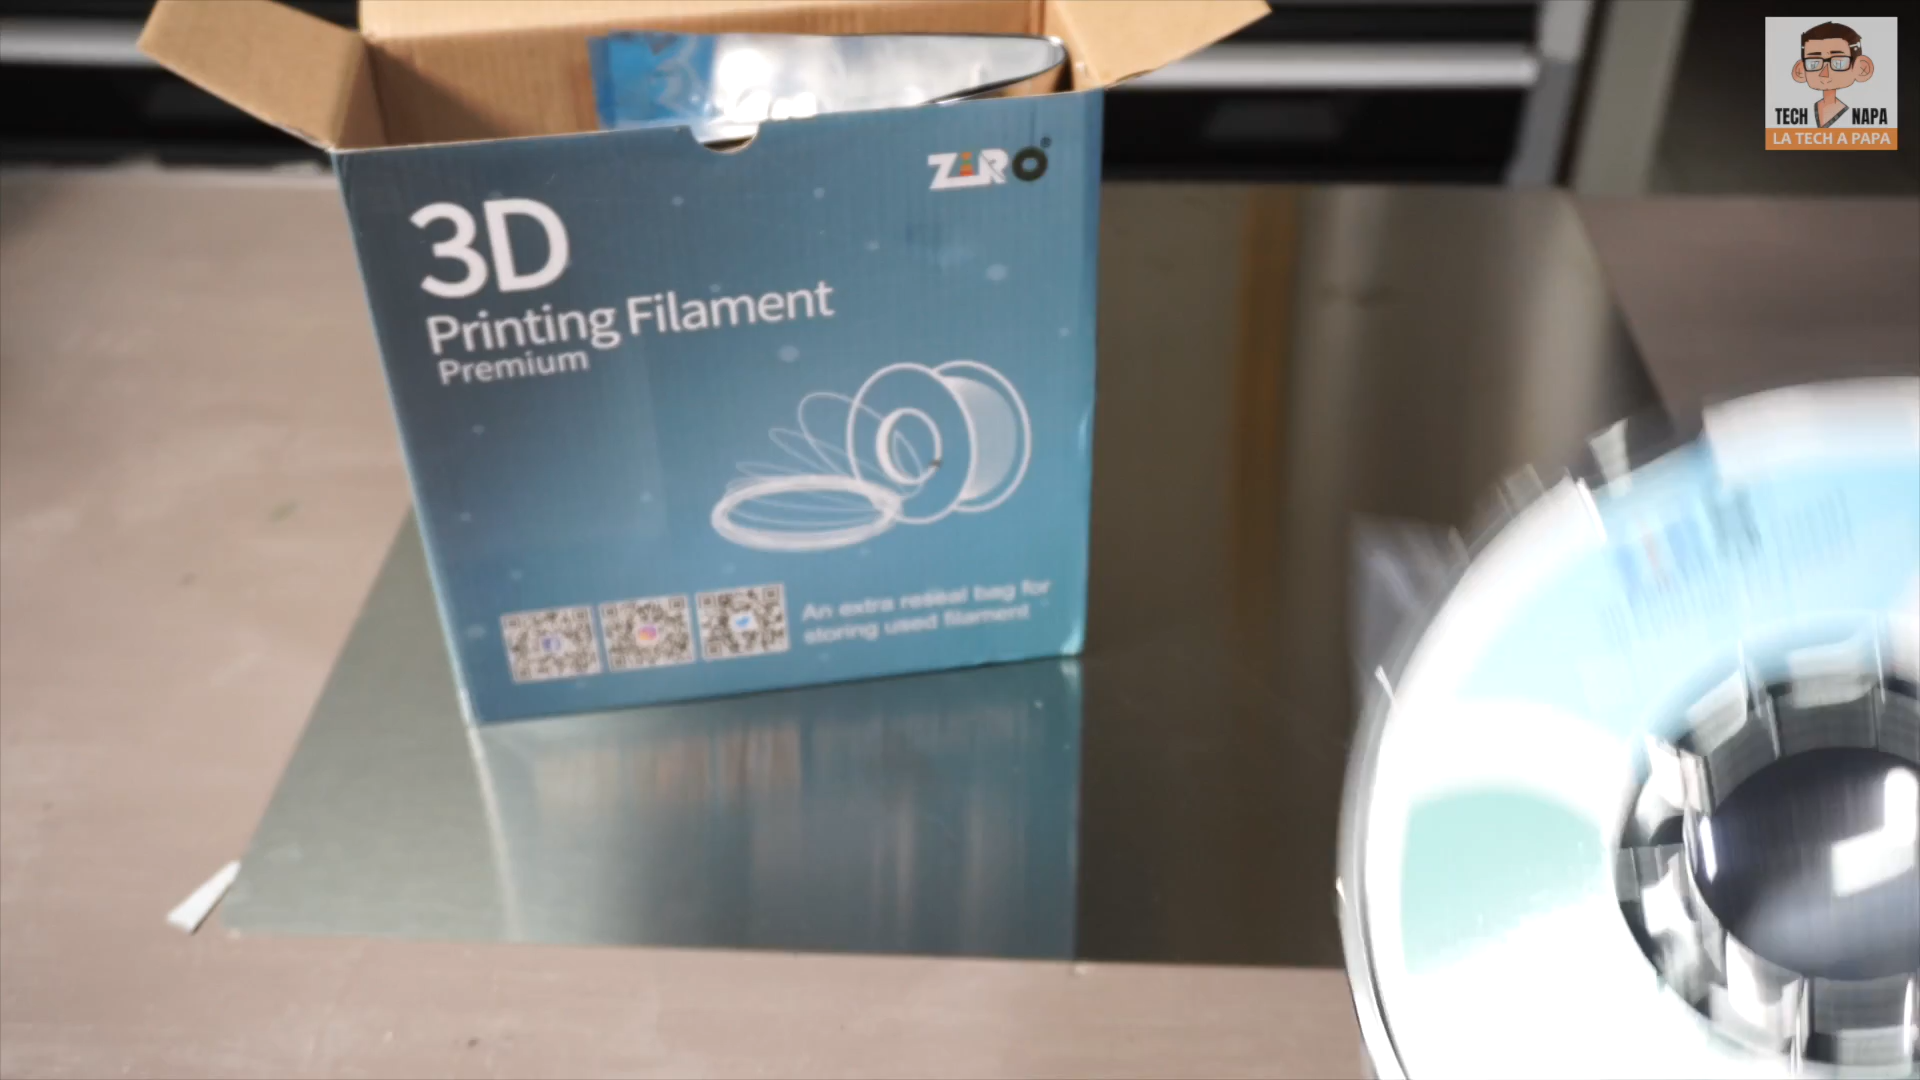 TECH NAPA
LA TECH A PAPA
ZIRO®
3D
Printing Filament
Premium
An extra reseal bag for
storing used filament